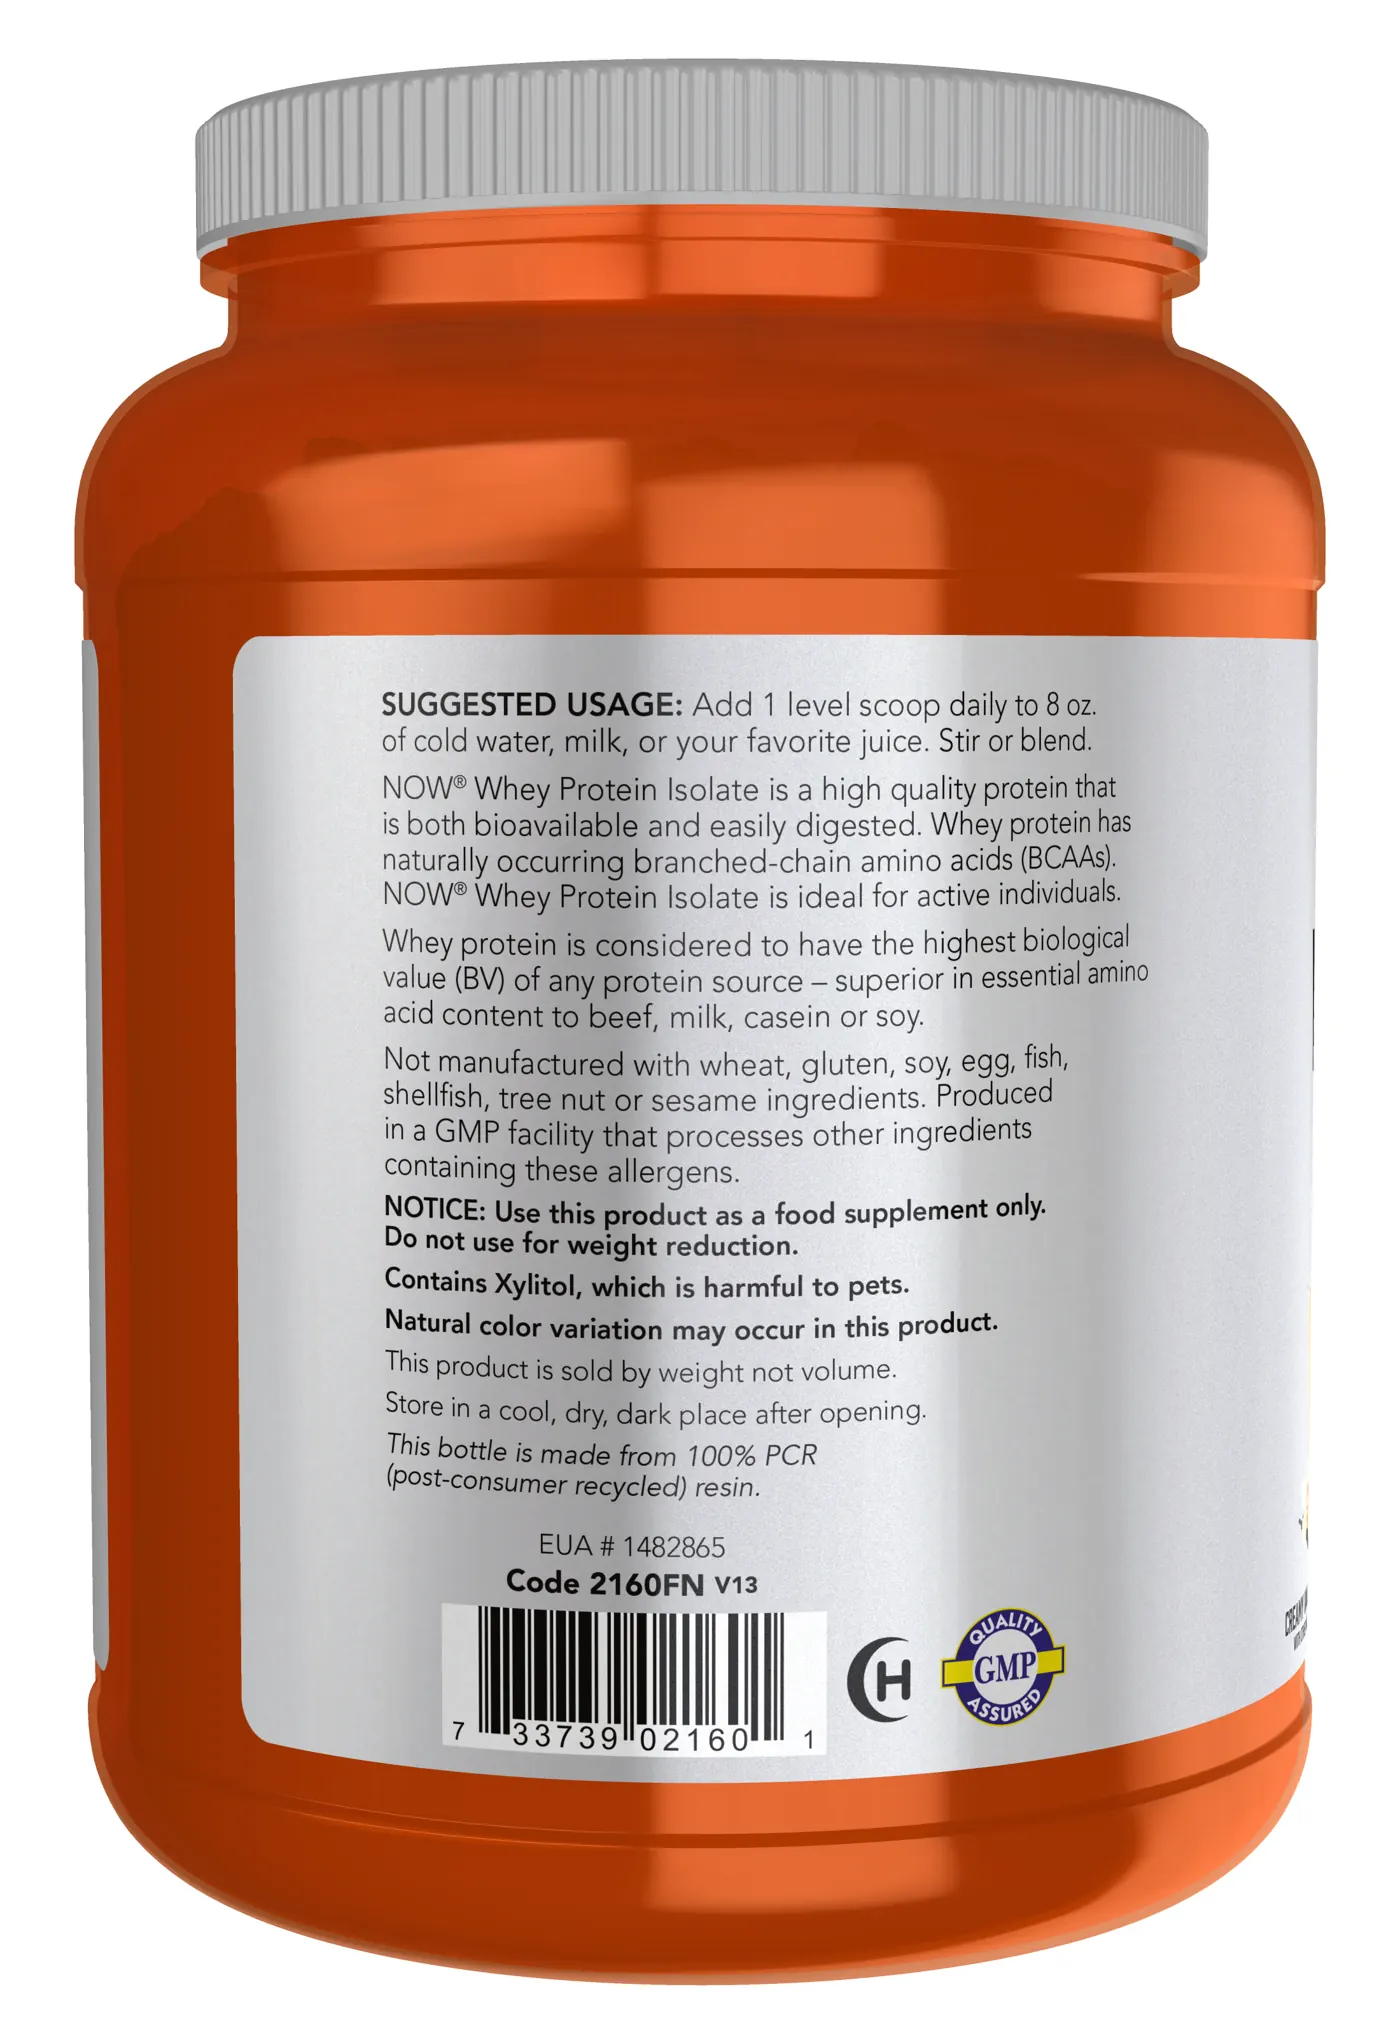 SUGGESTED USAGE: Add 1 level scoop daily to 8 oz.
of cold water, milk, or your favorite juice. Stir or blend.
NOW® Whey Protein Isolate is a high quality protein that
is both bioavailable and easily digested. Whey protein has
naturally occurring branched-chain amino acids (BCAAs).
NOW® Whey Protein Isolate is ideal for active individuals.
Whey protein is considered to have the highest biological
value (BV) of any protein source – superior in essential amino
acid content to beef, milk, casein or soy.
Not manufactured with wheat, gluten, soy, egg, fish,
shellfish, tree nut or sesame ingredients. Produced
in a GMP facility that processes other ingredients
containing these allergens.
NOTICE: Use this product as a food supplement only.
Do not use for weight reduction.
Contains Xylitol, which is harmful to pets.
Natural color variation may occur in this product.
This product is sold by weight not volume.
Store in a cool, dry, dark place after opening.
This bottle is made from 100% PCR
(post-consumer recycled) resin.
EUA # 1482865
Code 2160FN V13
7 33739 02160 1
H
QUALITY
GMP
ASSURED